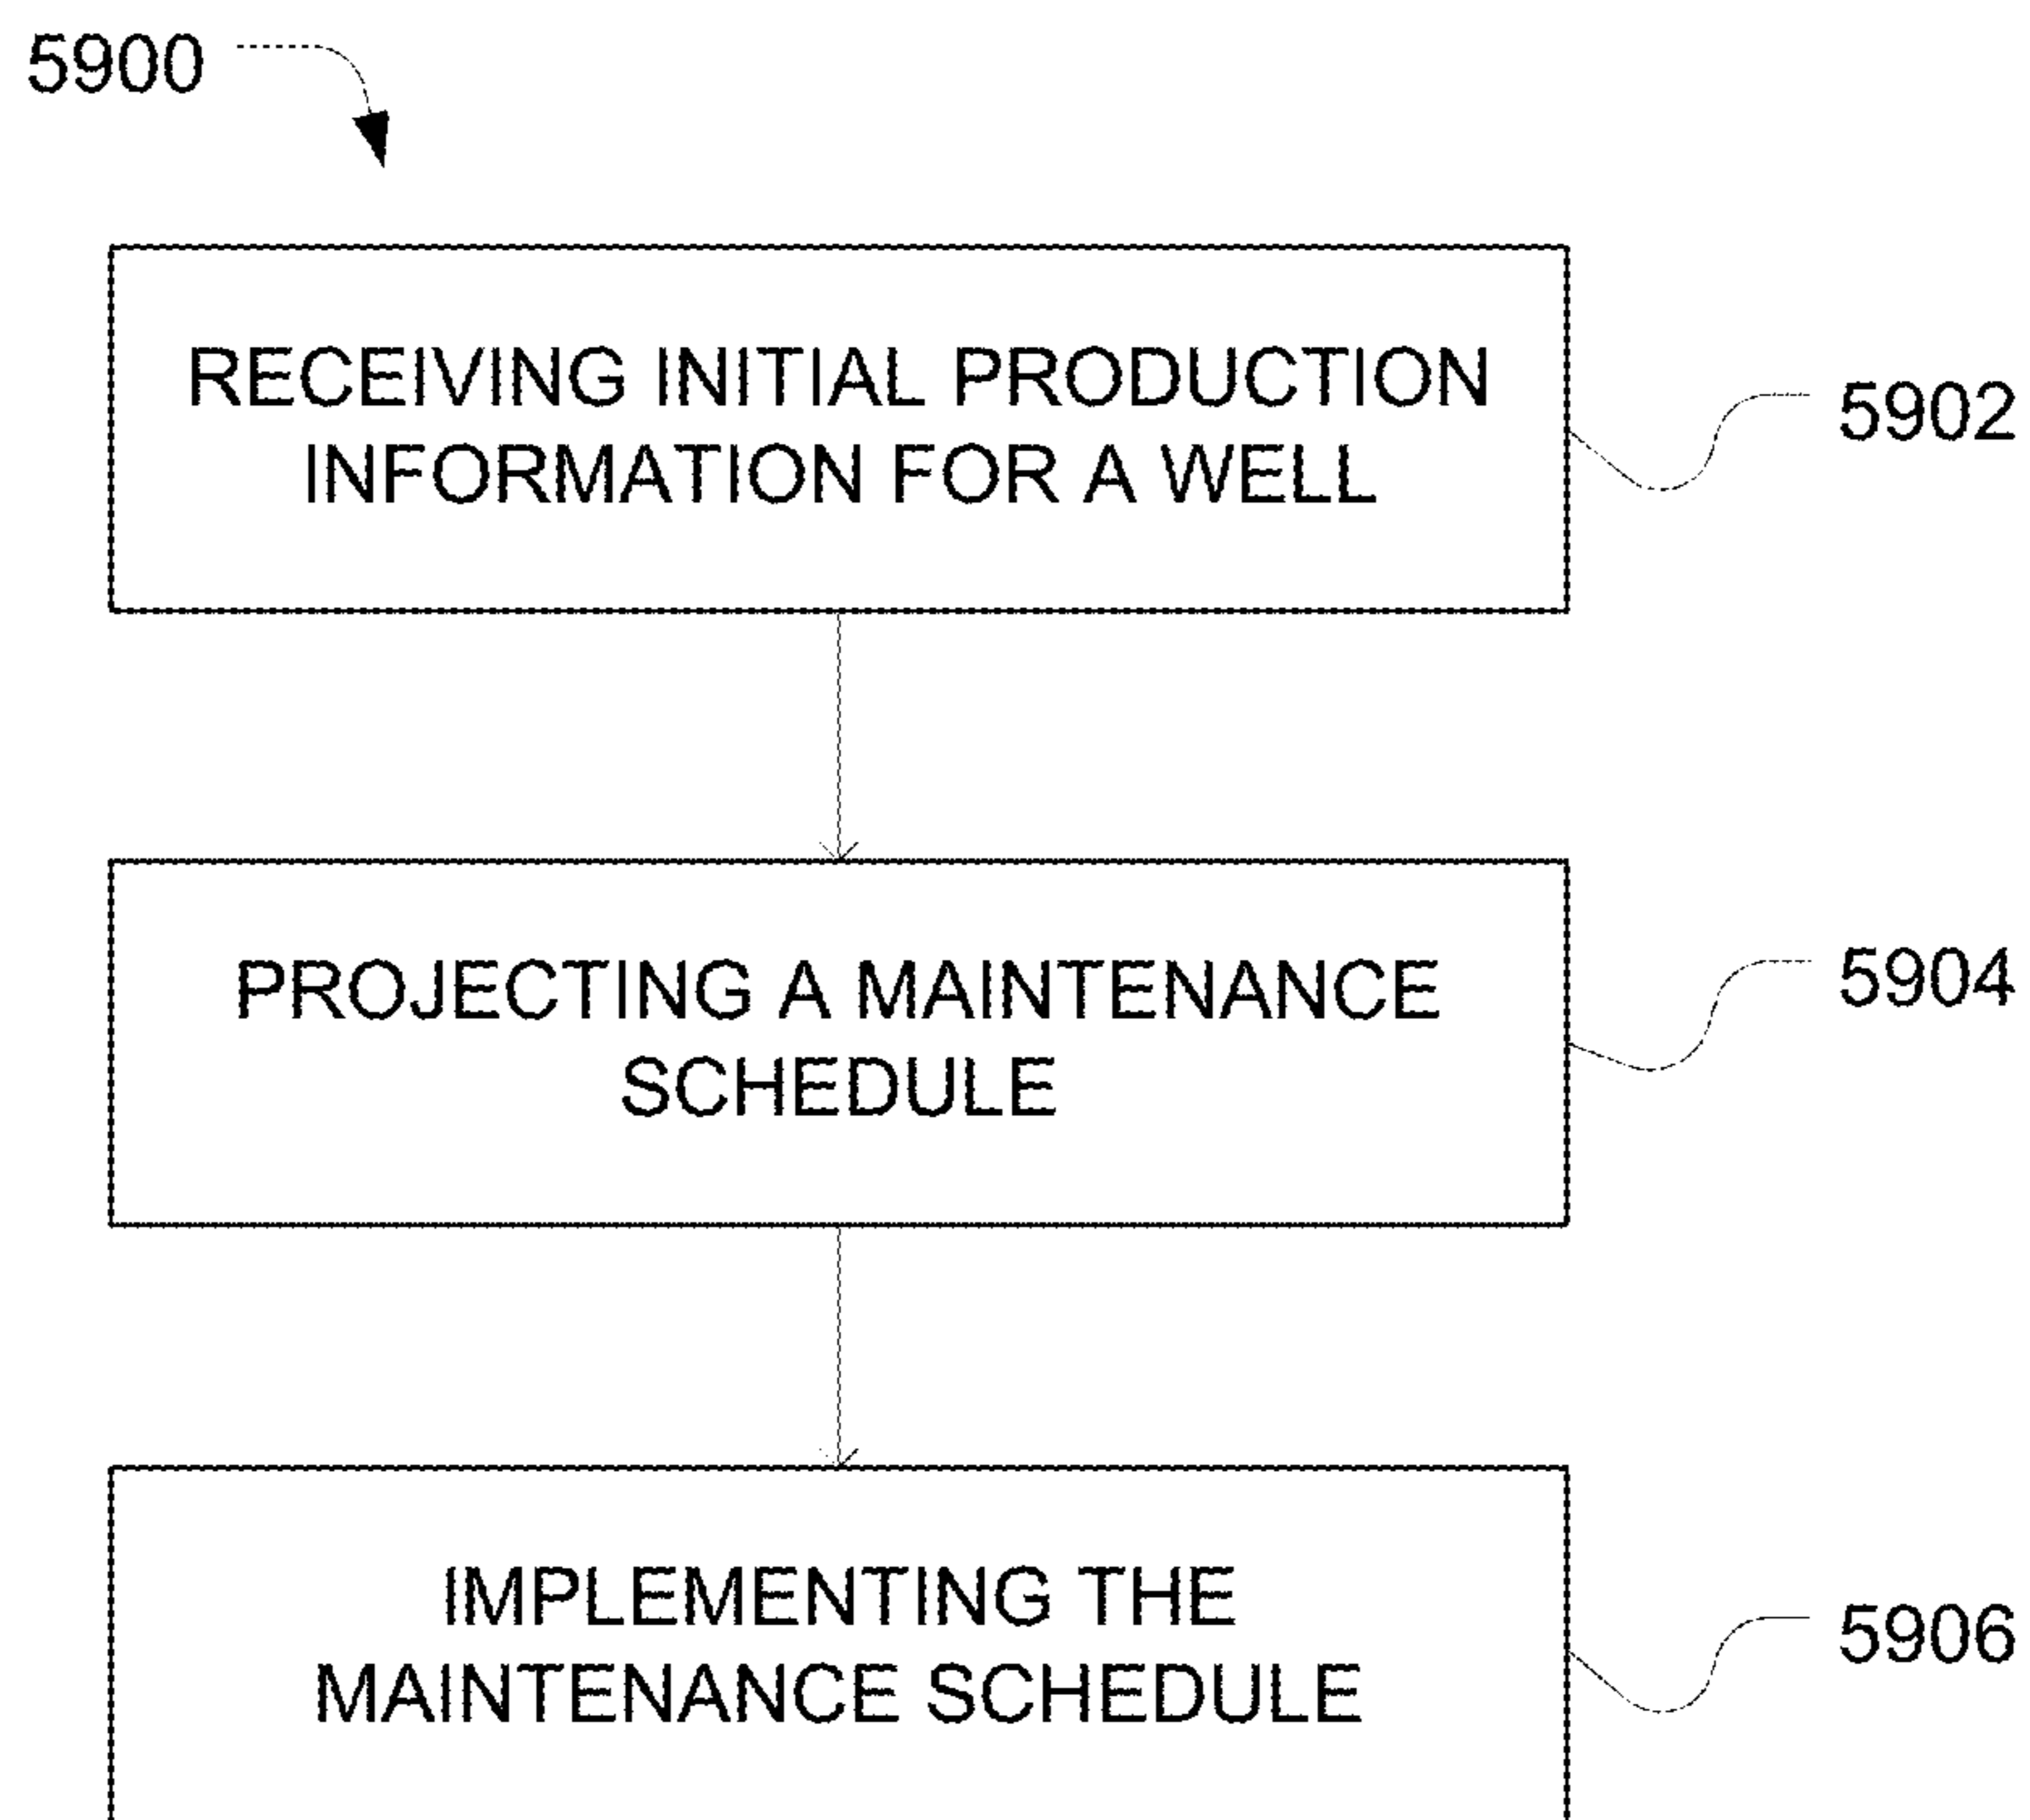 5900
RECEIVING INITIAL PRODUCTION
INFORMATION FOR A WELL
5902
PROJECTING A MAINTENANCE
SCHEDULE
5904
IMPLEMENTING THE
MAINTENANCE SCHEDULE
5906